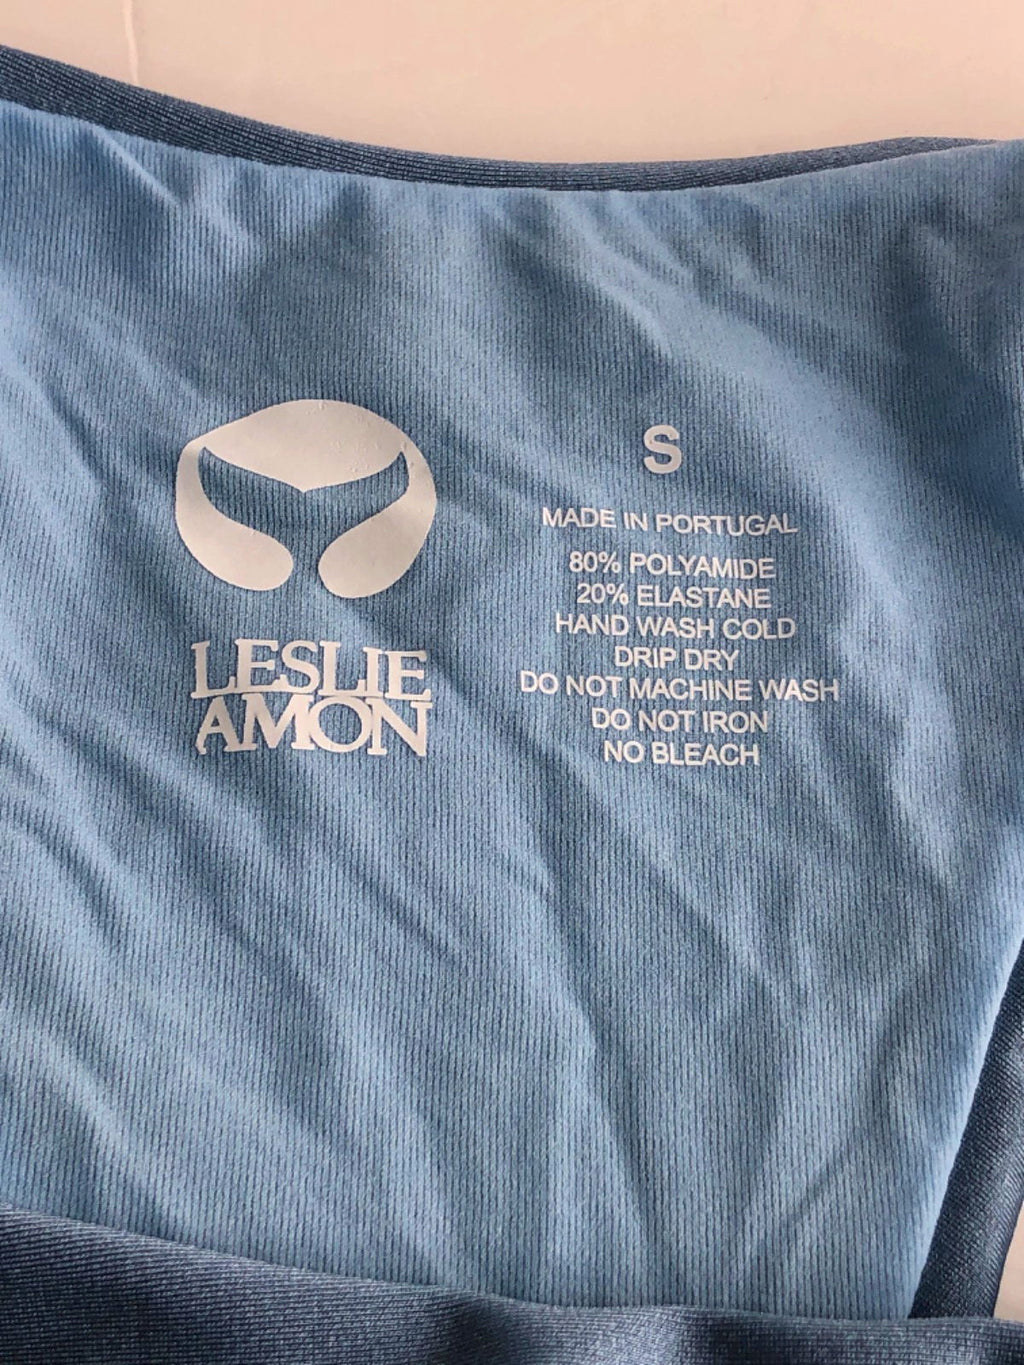 LESLIE
AMON
S
MADE IN PORTUGAL
80% POLYAMIDE
20% ELASTANE
HAND WASH COLD
DRIP DRY
DO NOT MACHINE WASH
DO NOT IRON
NO BLEACH